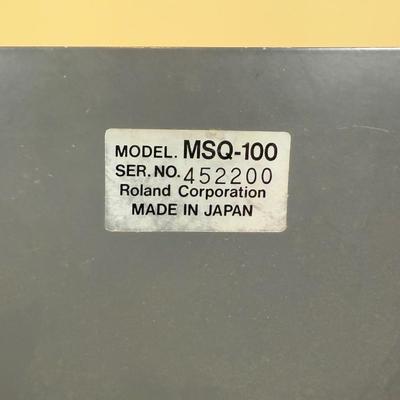 MODEL. MSQ-100
SER. NO. 452200
Roland Corporation
MADE IN JAPAN